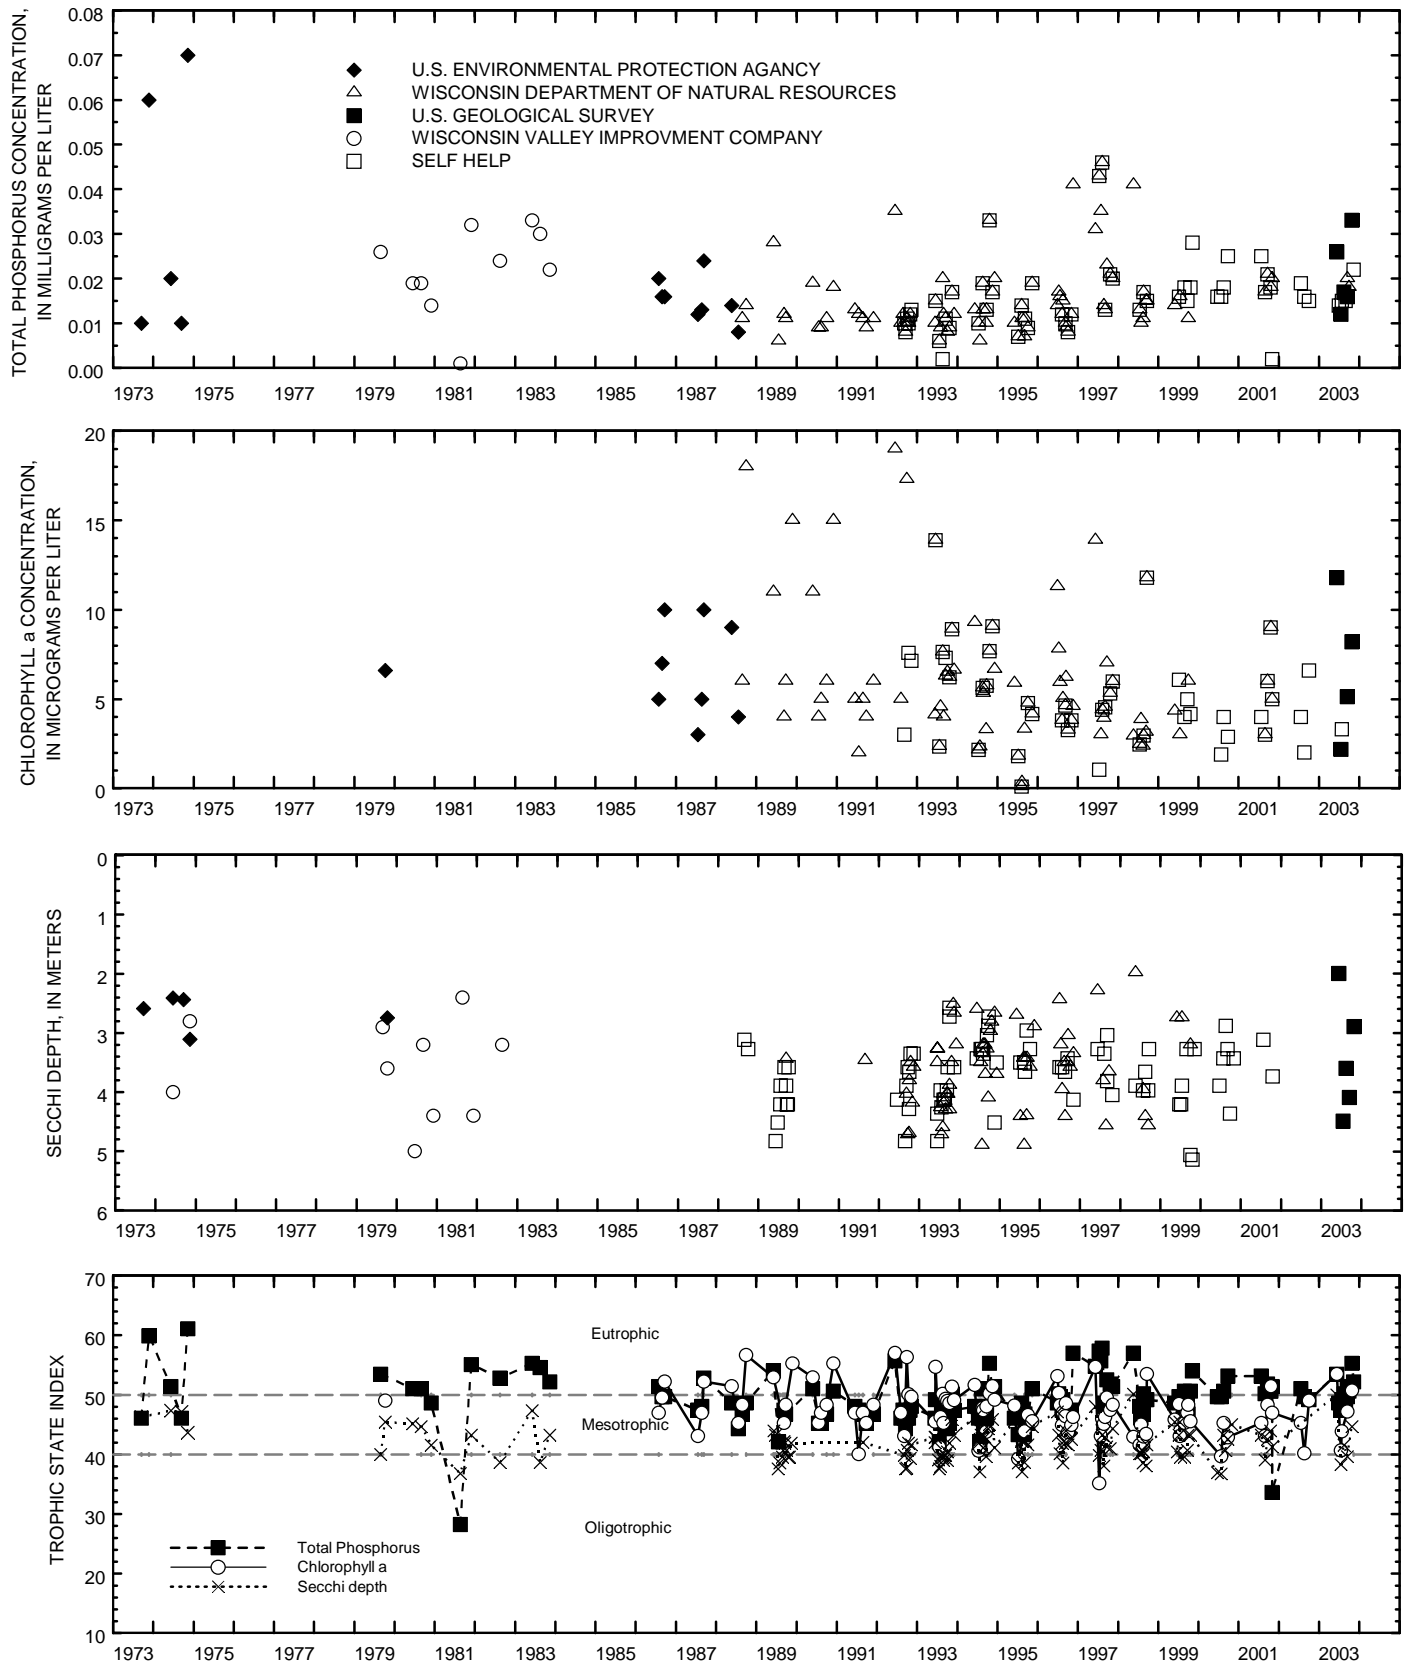 TOTAL PHOSPHORUS CONCENTRATION,
IN MILLIGRAMS PER LITER
0.08
0.07
0.06
0.05
0.04
0.03
0.02
0.01
0.00
U.S. ENVIRONMENTAL PROTECTION AGANCY
WISCONSIN DEPARTMENT OF NATURAL RESOURCES
U.S. GEOLOGICAL SURVEY
WISCONSIN VALLEY IMPROVMENT COMPANY
SELF HELP
1973 1975 1977 1979 1981 1983 1985 1987 1989 1991 1993 1995 1997 1999 2001 2003
CHLOROPHYLL a CONCENTRATION,
IN MICROGRAMS PER LITER
20
15
10
5
0
1973 1975 1977 1979 1981 1983 1985 1987 1989 1991 1993 1995 1997 1999 2001 2003
SECCHI DEPTH, IN METERS
0
1
2
3
4
5
6
1973 1975 1977 1979 1981 1983 1985 1987 1989 1991 1993 1995 1997 1999 2001 2003
TROPHIC STATE INDEX
70
60
50
40
30
20
10
Eutrophic
Mesotrophic
Oligotrophic
Total Phosphorus
Chlorophyll a
Secchi depth
1973 1975 1977 1979 1981 1983 1985 1987 1989 1991 1993 1995 1997 1999 2001 2003